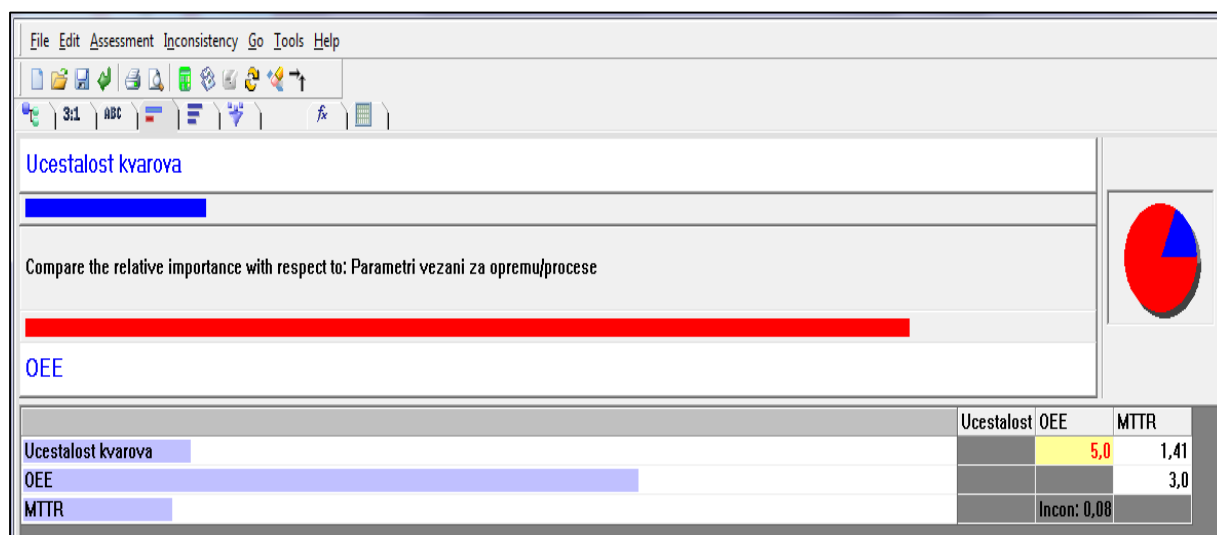 File Edit Assessment Inconsistency Go Tools Help
3:1 ABC fx
Ucestalost kvarova
Compare the relative importance with respect to: Parametri vezani za opremu/procese
OEE
Ucestalost OEE MTTR
Ucestalost kvarova 5,0 1,41
OEE 3,0
MTTR Incon: 0,08